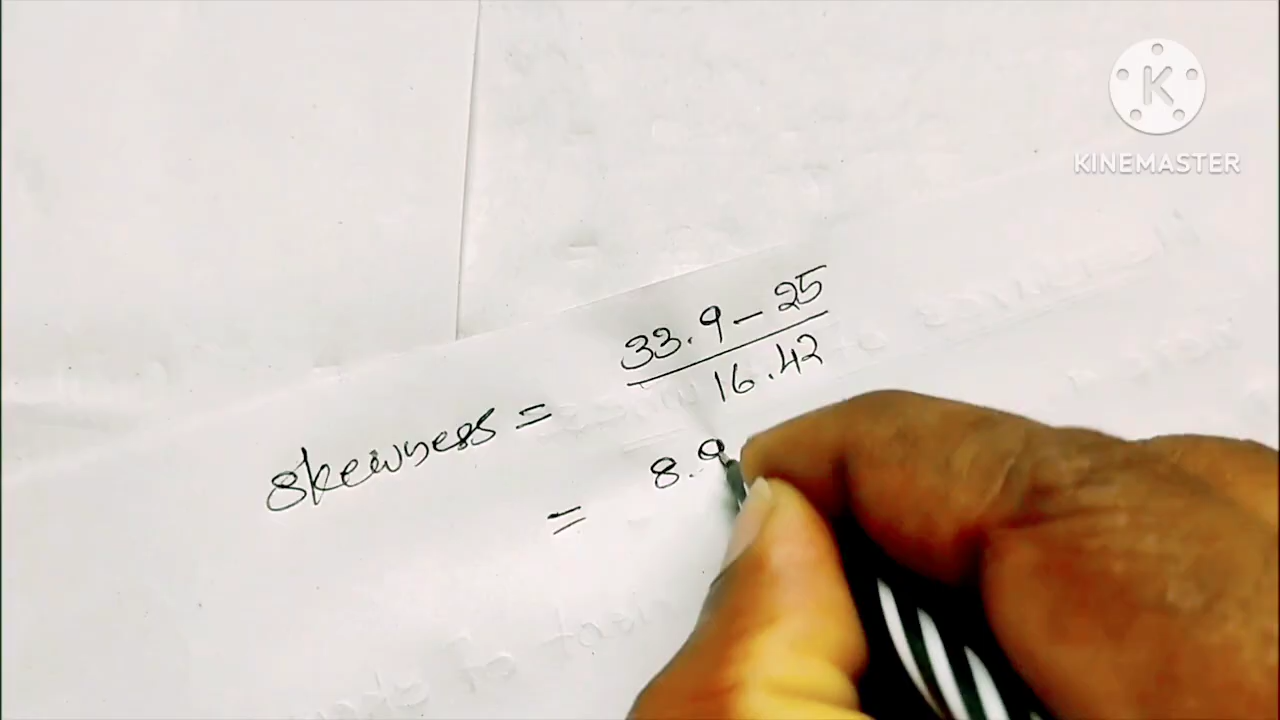 KINEMASTER
skewness = 33.9 - 25 / 16.42
= 8.9